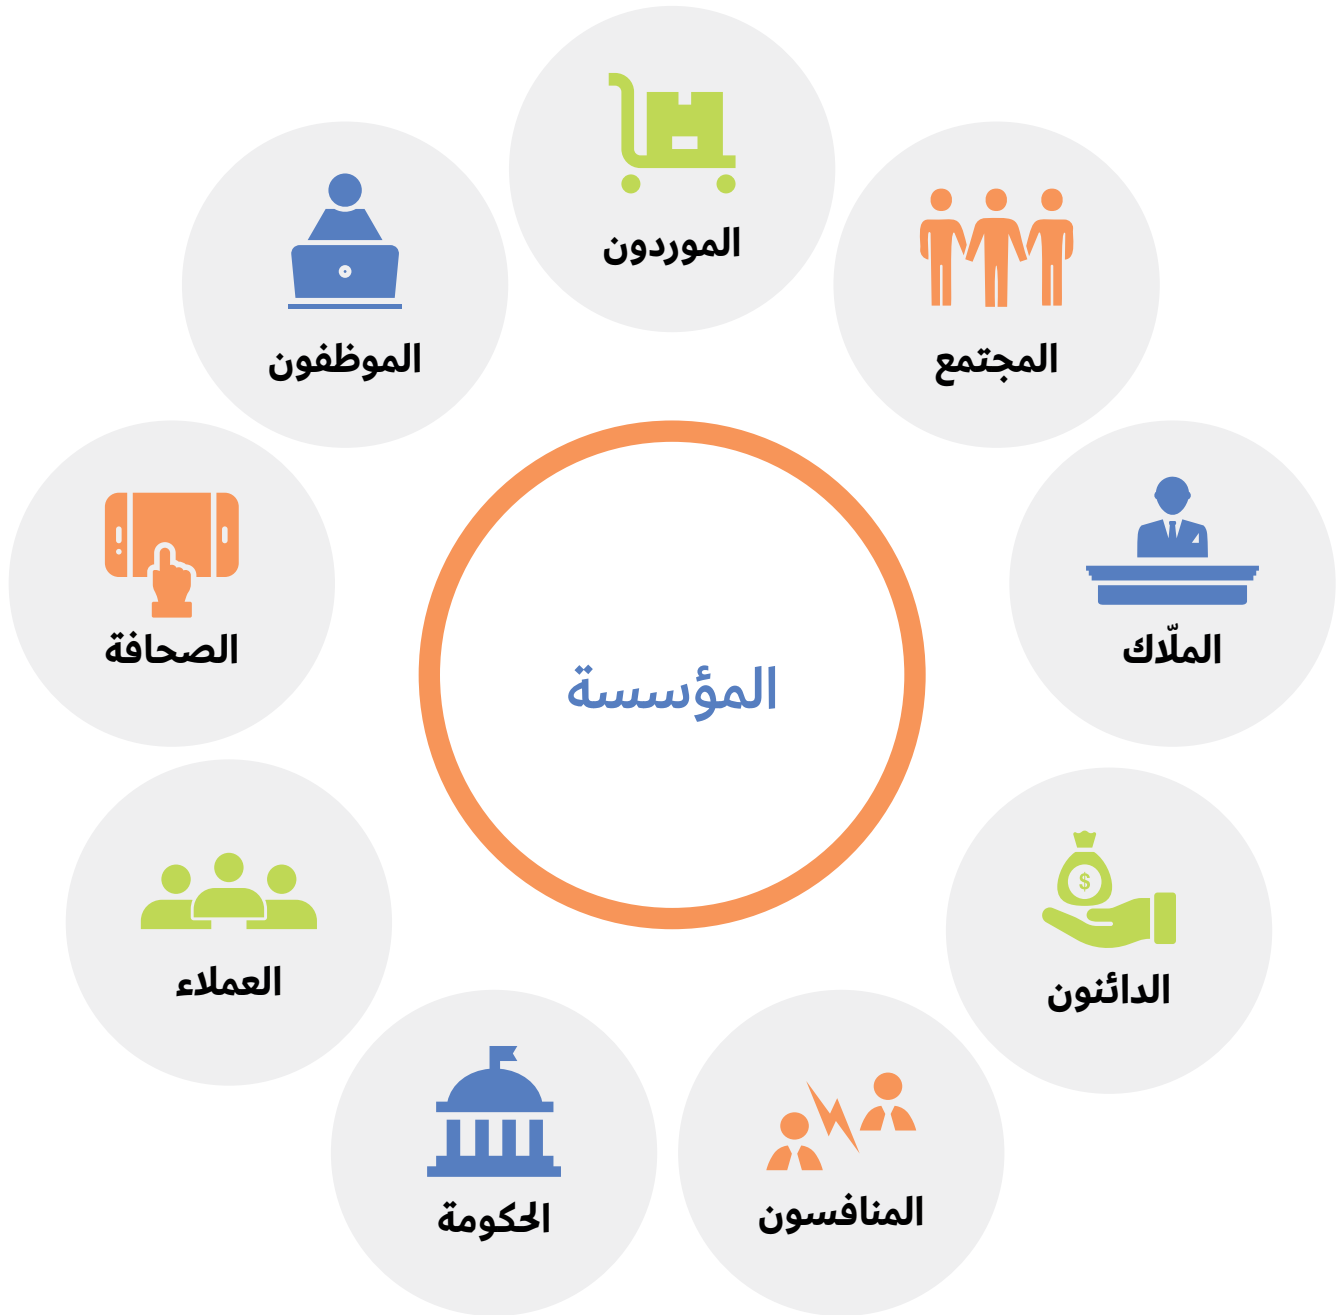 الموردون
المجتمع
الموظفون
الملّاك
الصحافة
المؤسسة
الدائنون
العملاء
المنافسون
الحكومة
$